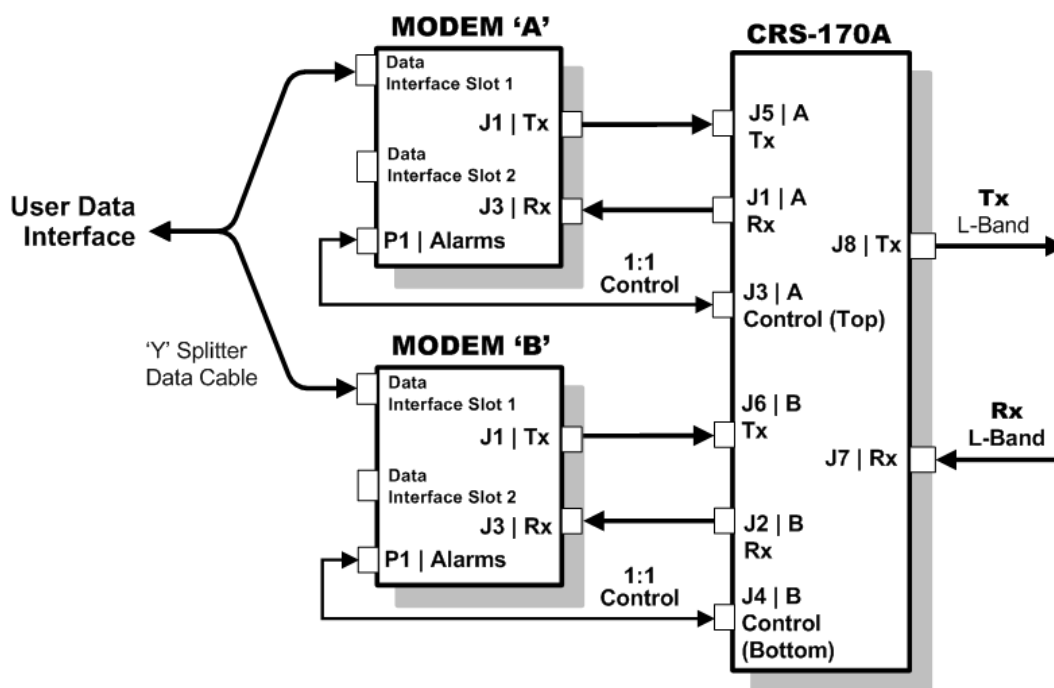 MODEM ‘A’
CRS-170A
Data
Interface Slot 1
J1 | Tx
Data
Interface Slot 2
J3 | Rx
P1 | Alarms
User Data
Interface
‘Y’ Splitter
Data Cable
1:1
Control
MODEM ‘B’
Data
Interface Slot 1
J1 | Tx
Data
Interface Slot 2
J3 | Rx
P1 | Alarms
1:1
Control
J5 | A
Tx
J1 | A
Rx
J3 | A
Control (Top)
J6 | B
Tx
J2 | B
Rx
J4 | B
Control
(Bottom)
J8 | Tx
J7 | Rx
Tx
L-Band
Rx
L-Band